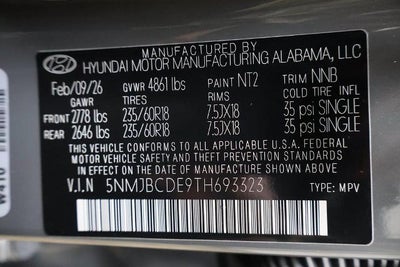 MANUFACTURED BY
HYUNDAI MOTOR MANUFACTURING ALABAMA, LLC
Feb/09/26 GVWR 4861 lbs PAINT NT2 TRIM NNB
GAWR TIRES RIMS COLD TIRE INFLATION
FRONT 2778 lbs 235/60R18 7.5JX18 35 psi SINGLE
REAR 2646 lbs 235/60R18 7.5JX18 35 psi SINGLE
THIS VEHICLE CONFORMS TO ALL APPLICABLE U.S.A. FEDERAL
MOTOR VEHICLE SAFETY AND THEFT PREVENTION STANDARDS
IN EFFECT ON THE DATE OF MANUFACTURE SHOWN ABOVE.
V.I.N 5NMJBCDE9TH693323 TYPE: MPV
W410